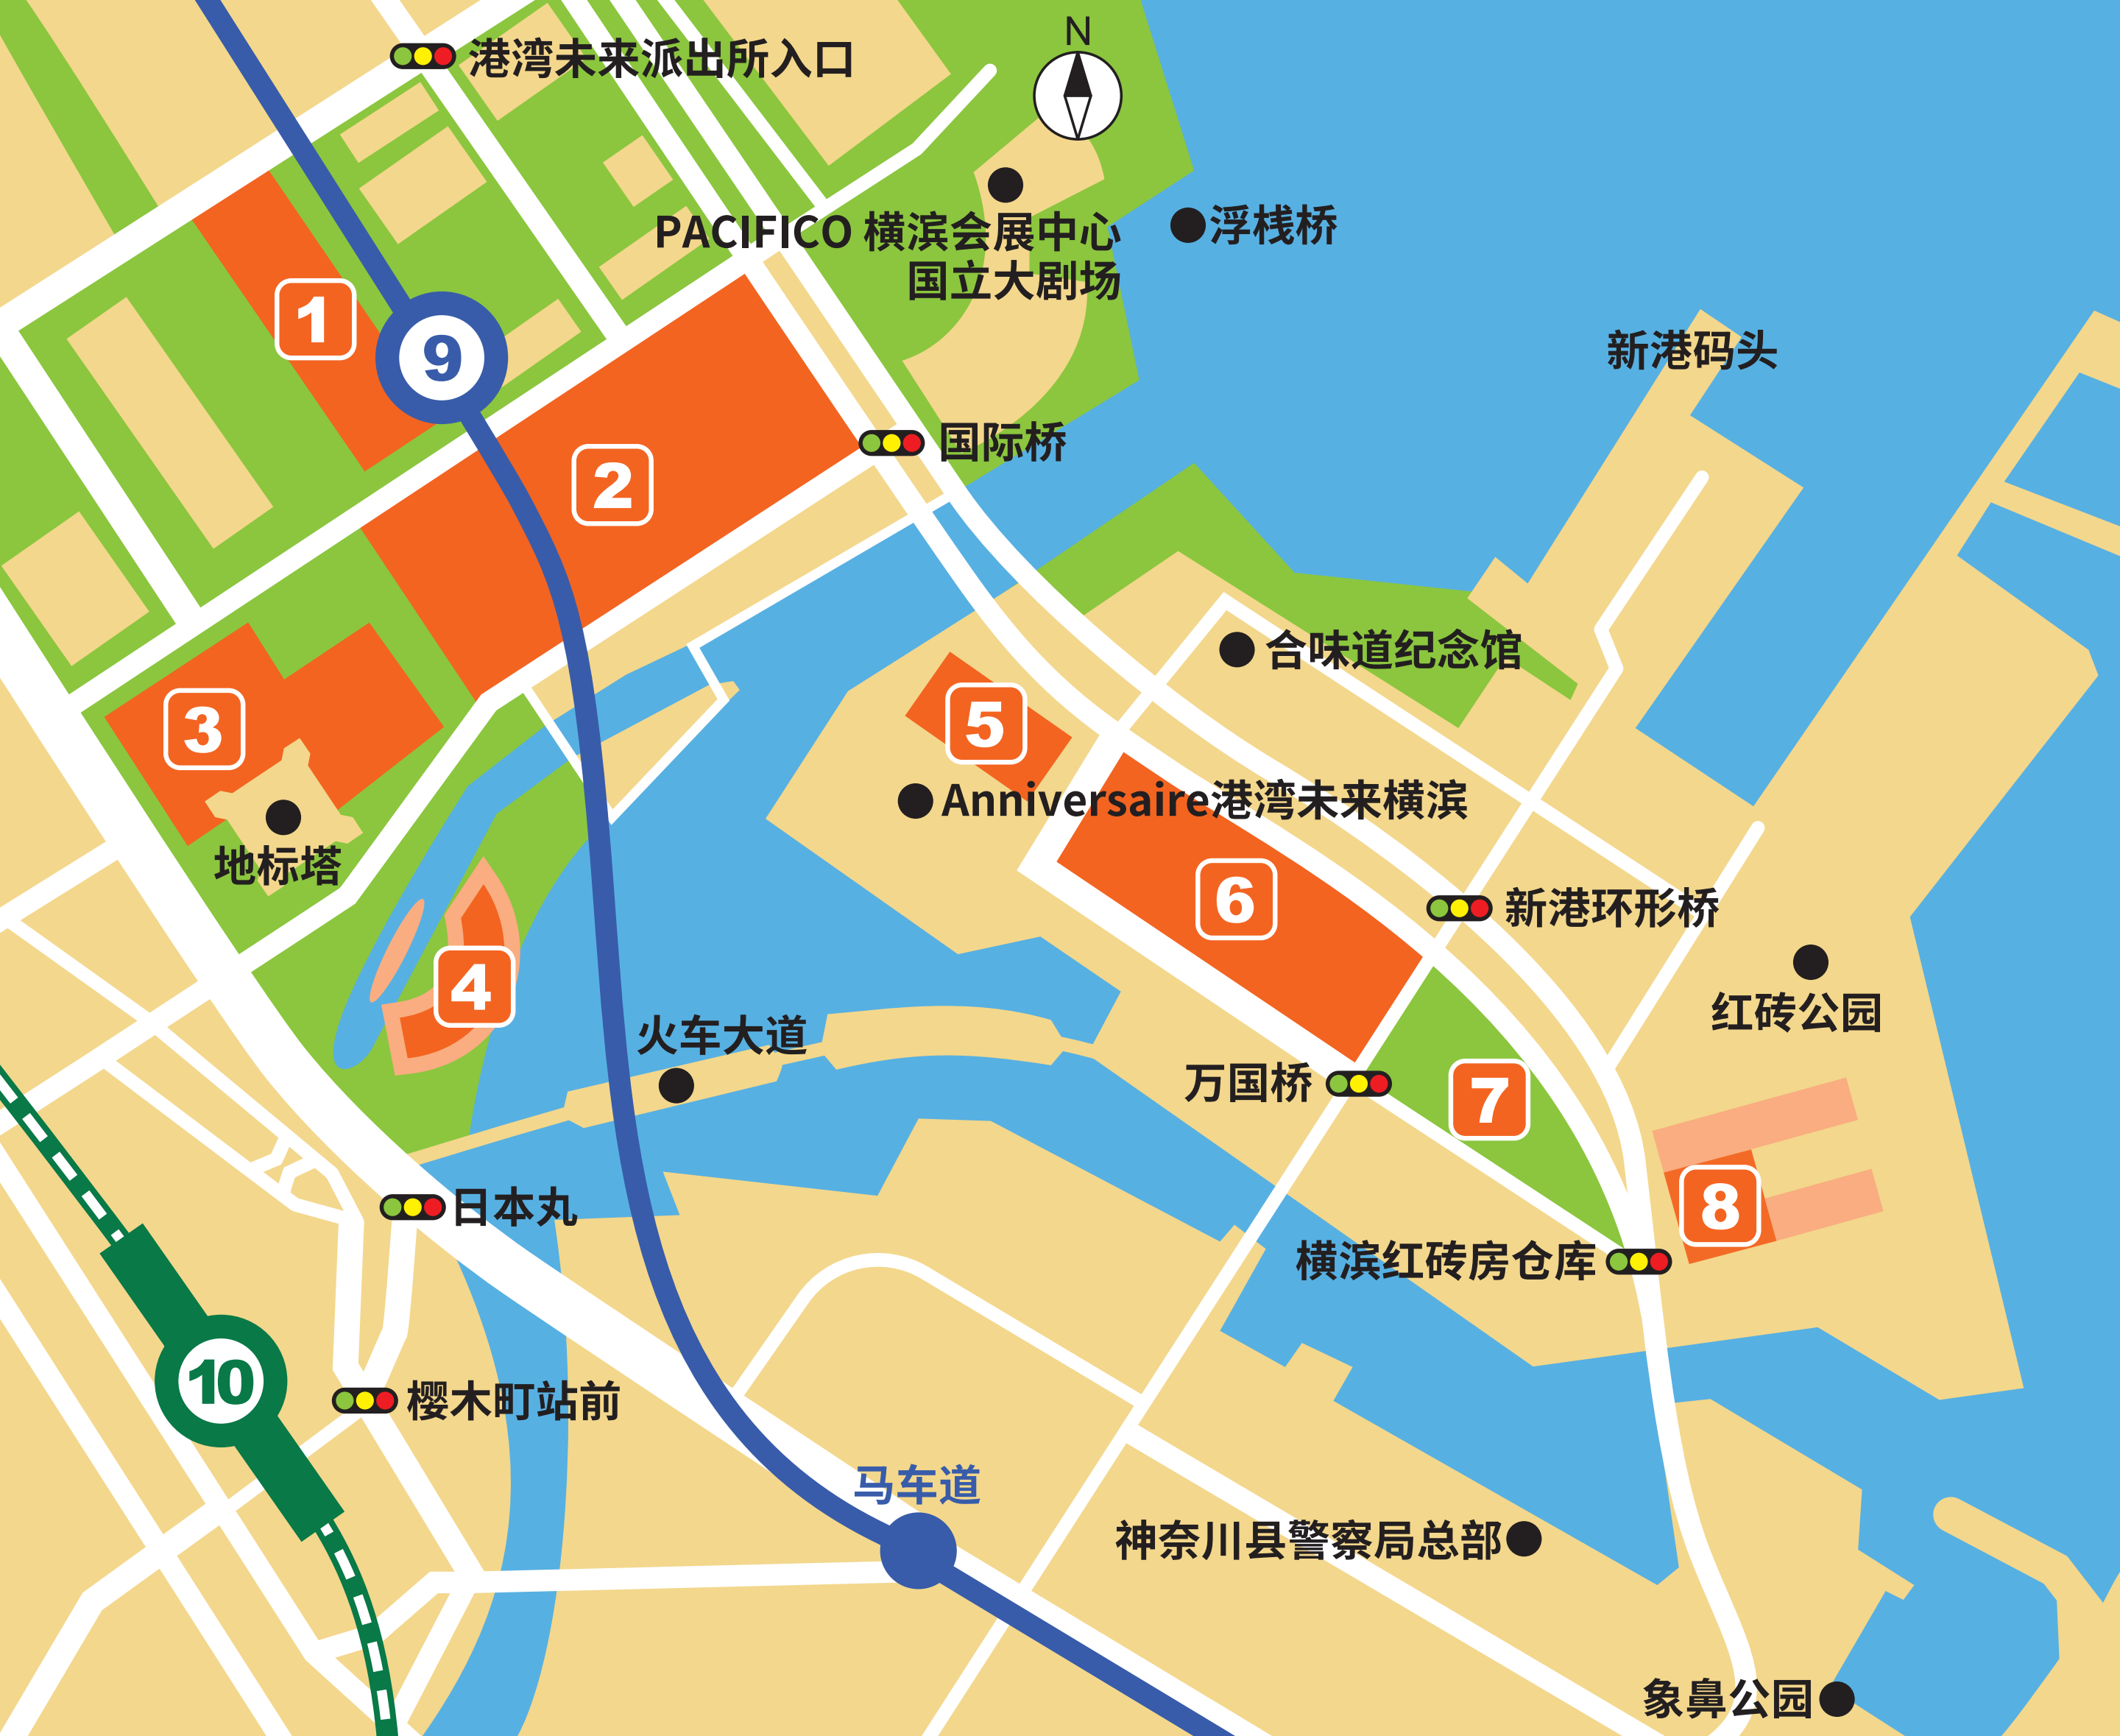 N
港湾未来派出所入口
PACIFICO 横滨会展中心
国立大剧场
浮栈桥
1
9
新港码头
国际桥
2
合味道纪念馆
3
5
Anniversaire港湾未来横滨
地标塔
6
新港环形桥
4
红砖公园
火车大道
万国桥
7
8
日本丸
横滨红砖房仓库
10
樱木町站前
马车道
神奈川县警察局总部
象鼻公园